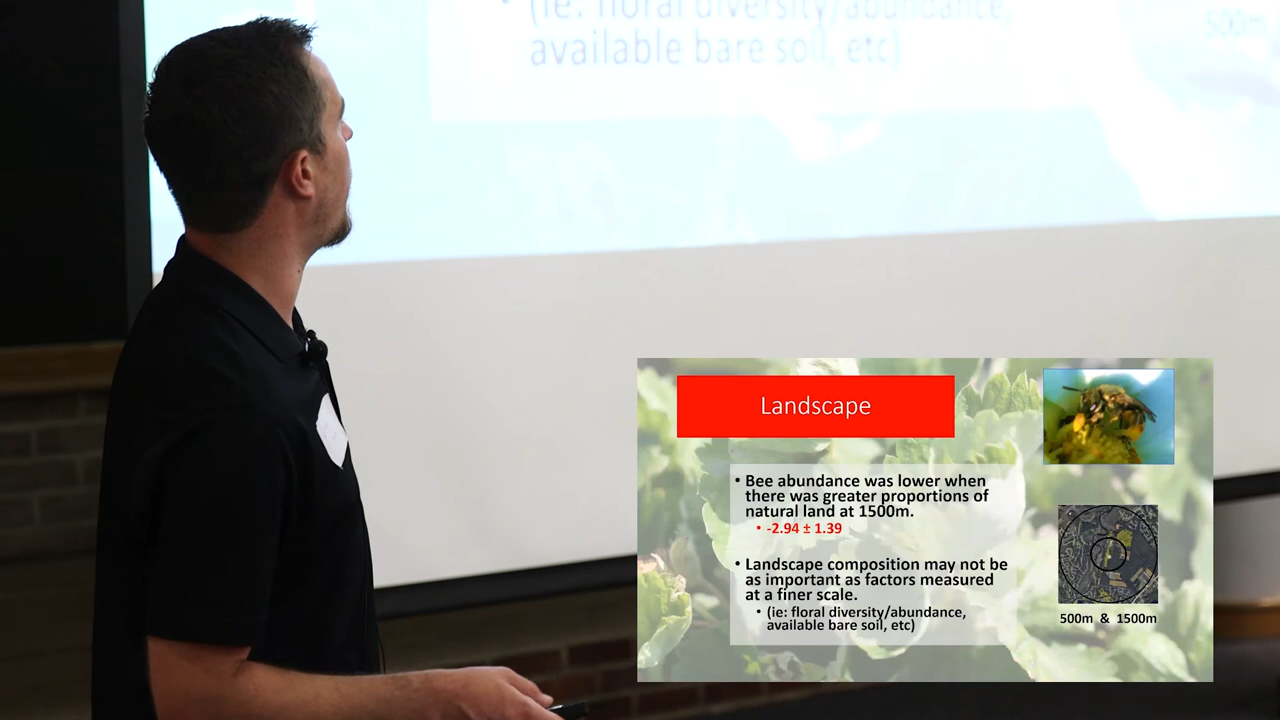 • (ie: floral diversity/abundance,
available bare soil, etc)
500m
Landscape
• Bee abundance was lower when
there was greater proportions of
natural land at 1500m.
• -2.94 ± 1.39
• Landscape composition may not be
as important as factors measured
at a finer scale.
• (ie: floral diversity/abundance,
available bare soil, etc)
500m & 1500m